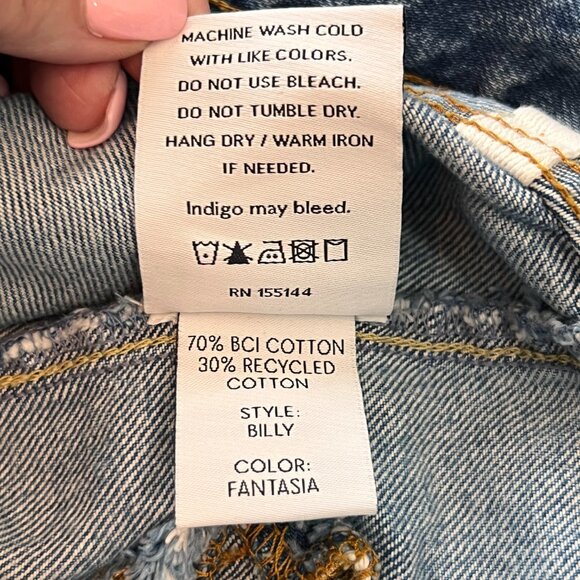 MACHINE WASH COLD
WITH LIKE COLORS.
DO NOT USE BLEACH.
DO NOT TUMBLE DRY.
HANG DRY / WARM IRON
IF NEEDED.
Indigo may bleed.
RN 155144
70% BCI COTTON
30% RECYCLED
COTTON
STYLE:
BILLY
COLOR:
FANTASIA